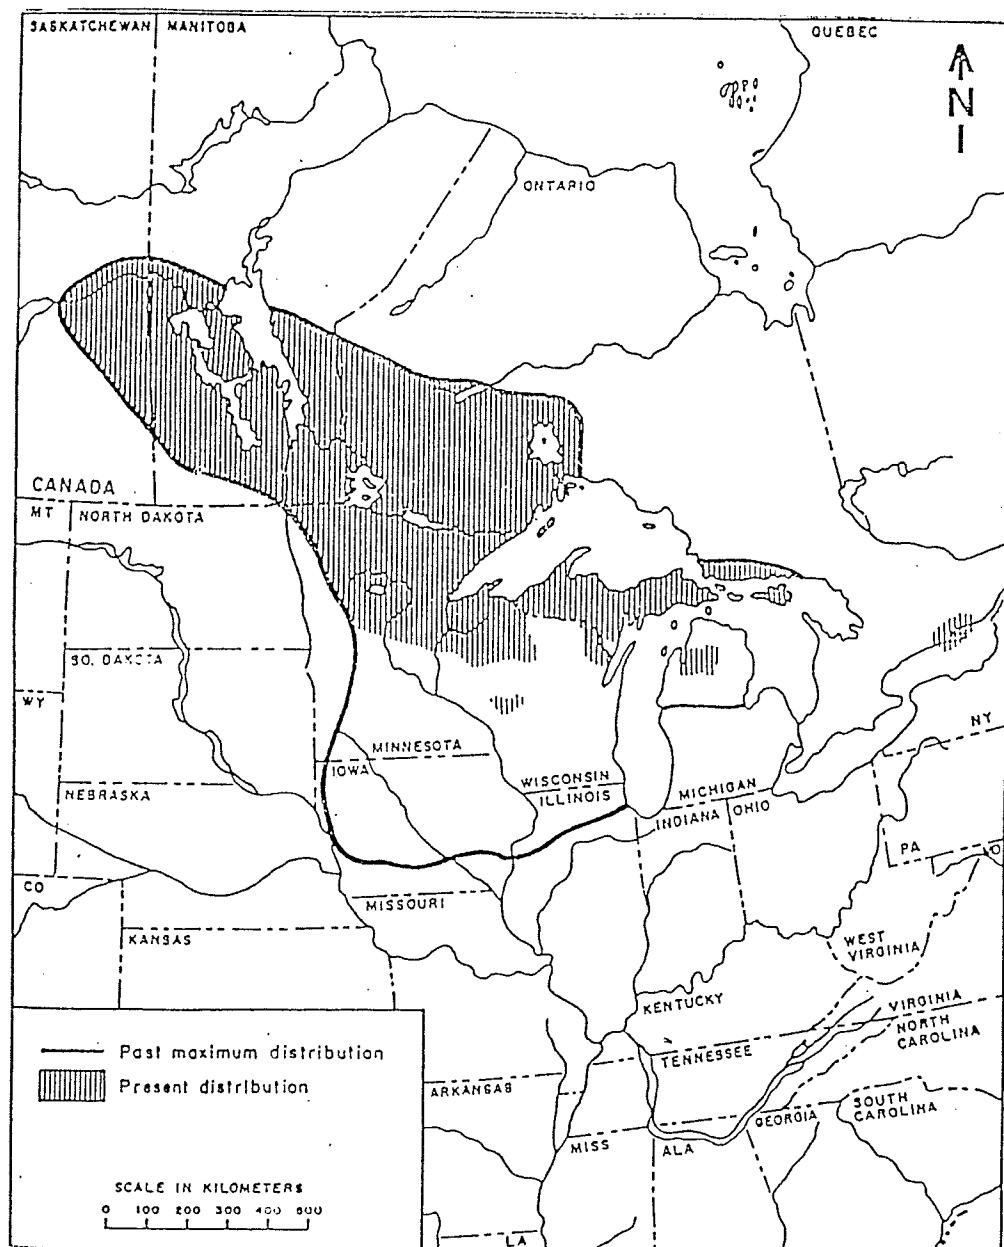 SASKATCHEWAN
MANITOBA
QUEBEC
N
ONTARIO
CANADA
MT
NORTH DAKOTA
SO. DAKOTA
WY
NY
MINNESOTA
IOWA
WISCONSIN
ILLINOIS
MICHIGAN
NEBRASKA
INDIANA
OHIO
PA
CO
MISSOURI
KANSAS
WEST
VIRGINIA
KENTUCKY
VIRGINIA
NORTH
CAROLINA
Past maximum distribution
TENNESSEE
Present distribution
ARKANSAS
SOUTH
CAROLINA
GEORGIA
MISS
ALA
SCALE IN KILOMETERS
0 100 200 300 400 500
LA